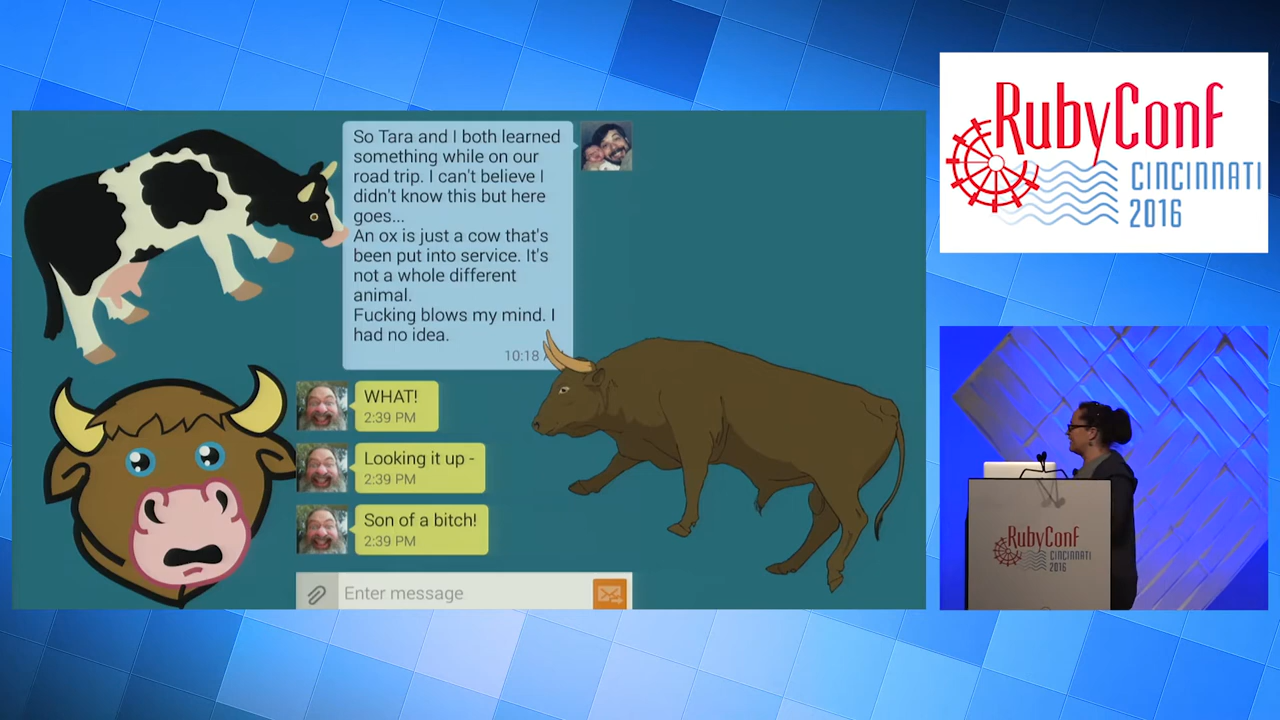 So Tara and I both learned
something while on our
road trip. I can't believe I
didn't know this but here
goes...
An ox is just a cow that's
been put into service. It's
not a whole different
animal.
Fucking blows my mind. I
had no idea.
10:18
WHAT!
2:39 PM
Looking it up -
2:39 PM
Son of a bitch!
2:39 PM
Enter message
RubyConf
CINCINNATI
2016
RubyConf
CINCINNATI
2016